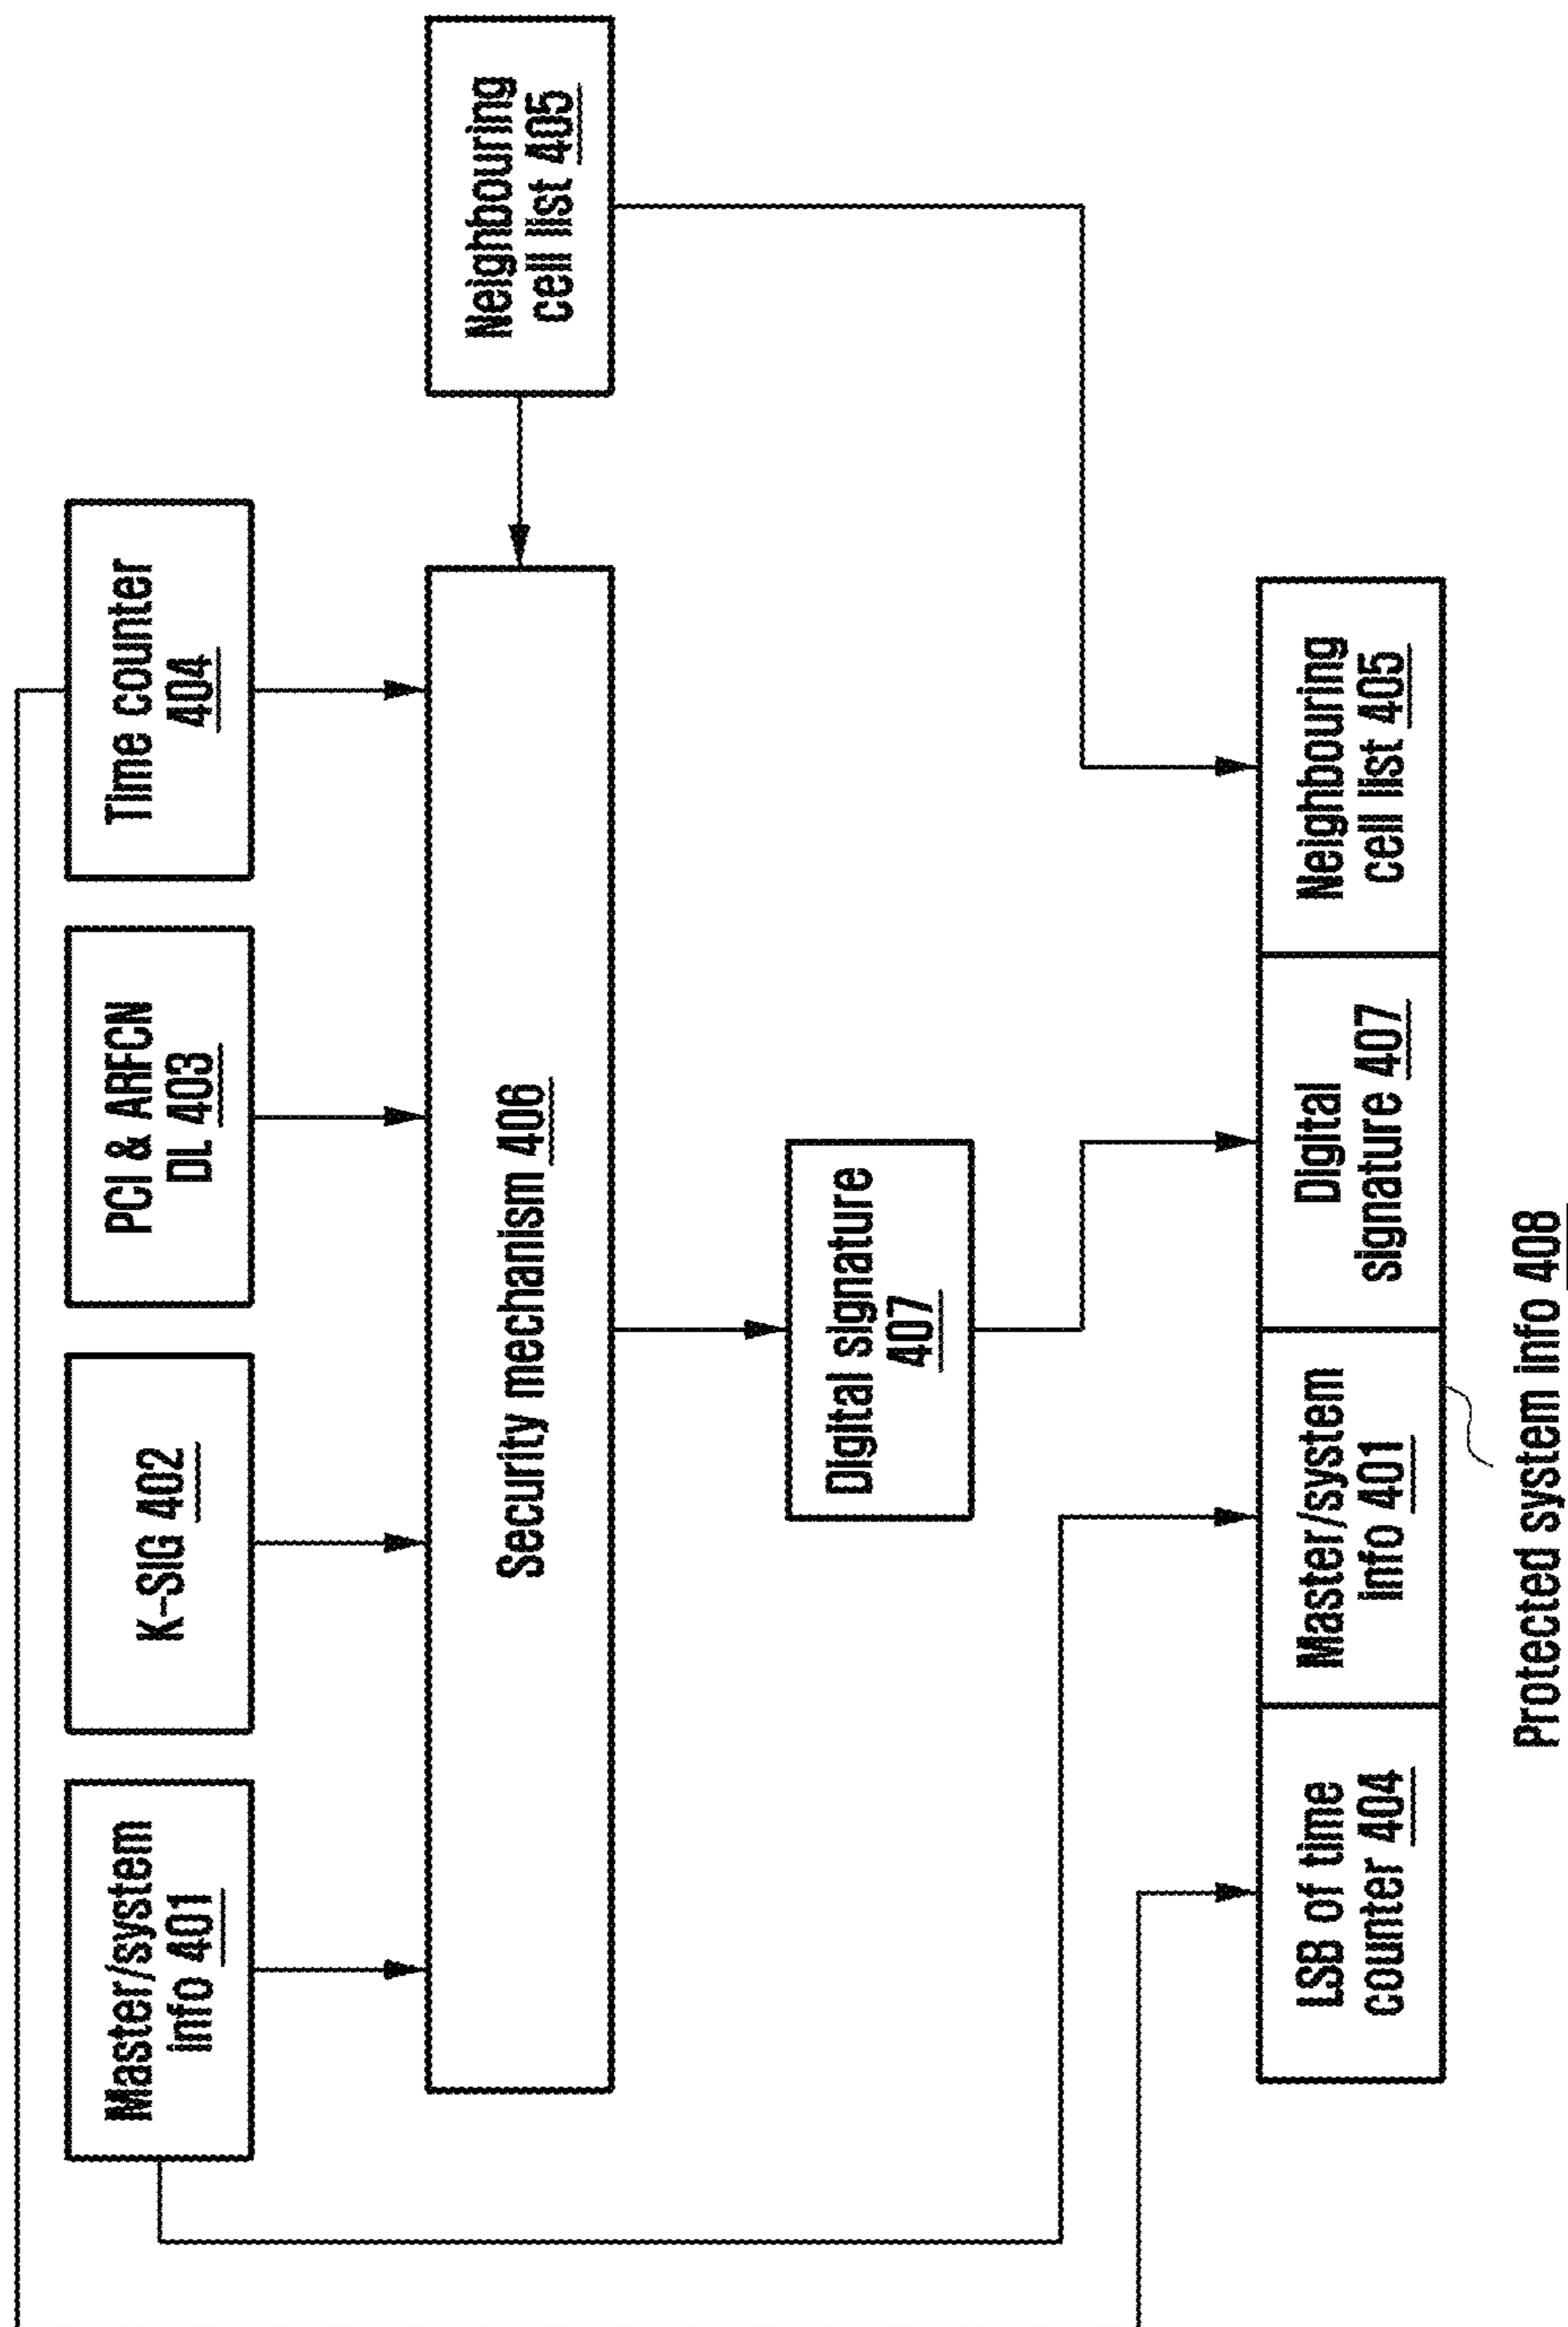 Master/system
info 401
K-SIG 402
PCI & ARFCN
DL 403
Time counter
404
Security mechanism 406
Neighbouring
cell list 405
Digital signature
407
LSB of time
counter 404
Master/system
info 401
Digital
signature 407
Neighbouring
cell list 405
Protected system info 408